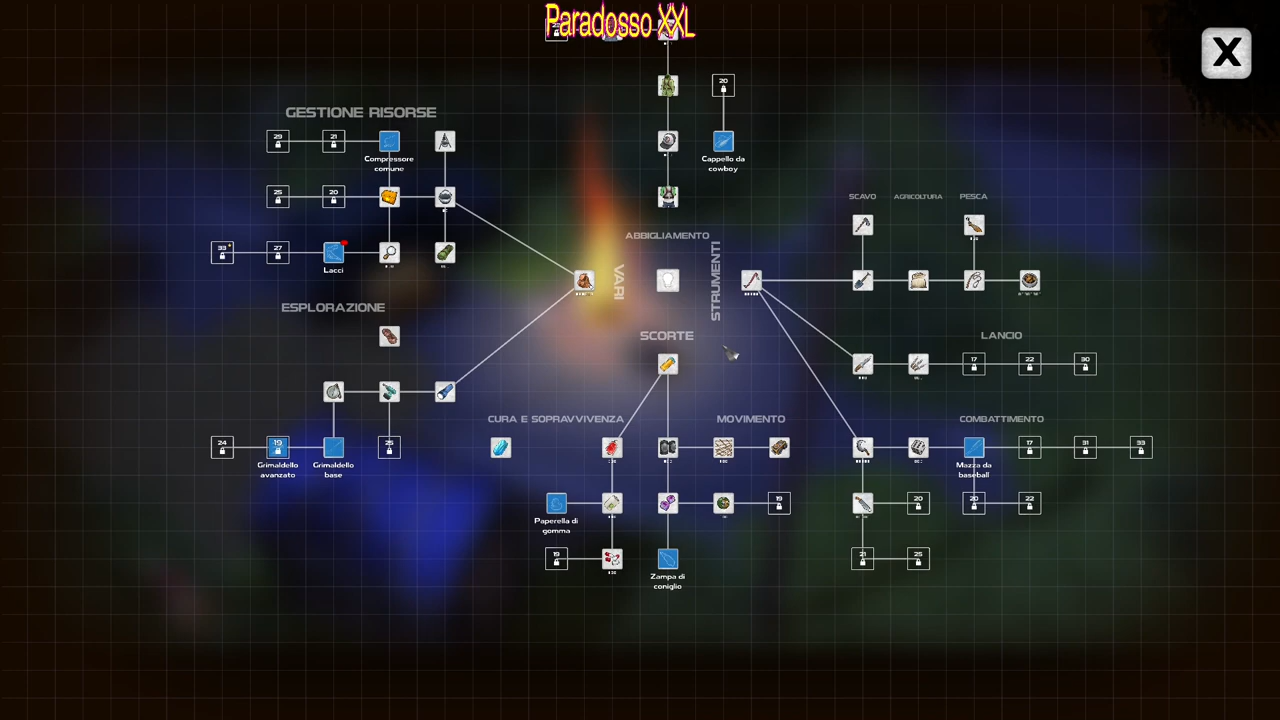 Paradosso XXL
X
20
GESTIONE RISORSE
29
21
Compressore
comune
Cappello da
cowboy
25
20
SCAVO
AGRICOLTURA
PESCA
ABBIGLIAMENTO
33
27
Lacci
VARI
STRUMENTI
ESPLORAZIONE
SCORTE
LANCIO
17
22
30
CURA E SOPRAVVIVENZA
MOVIMENTO
COMBATTIMENTO
24
19
25
17
31
33
Grimaldello
avanzato
Grimaldello
base
Mazza da
baseball
19
20
20
22
Paperella di
gomma
19
21
25
Zampa di
coniglio